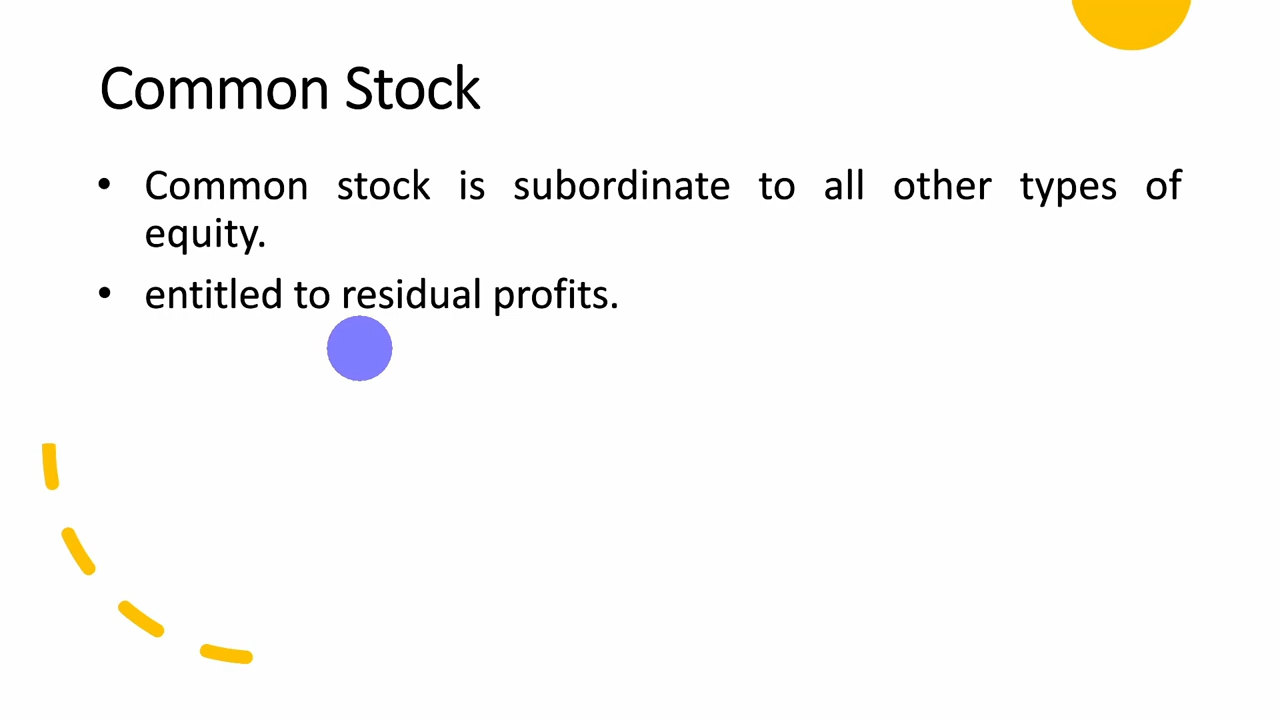 Common Stock
• Common stock is subordinate to all other types of
equity.
• entitled to residual profits.